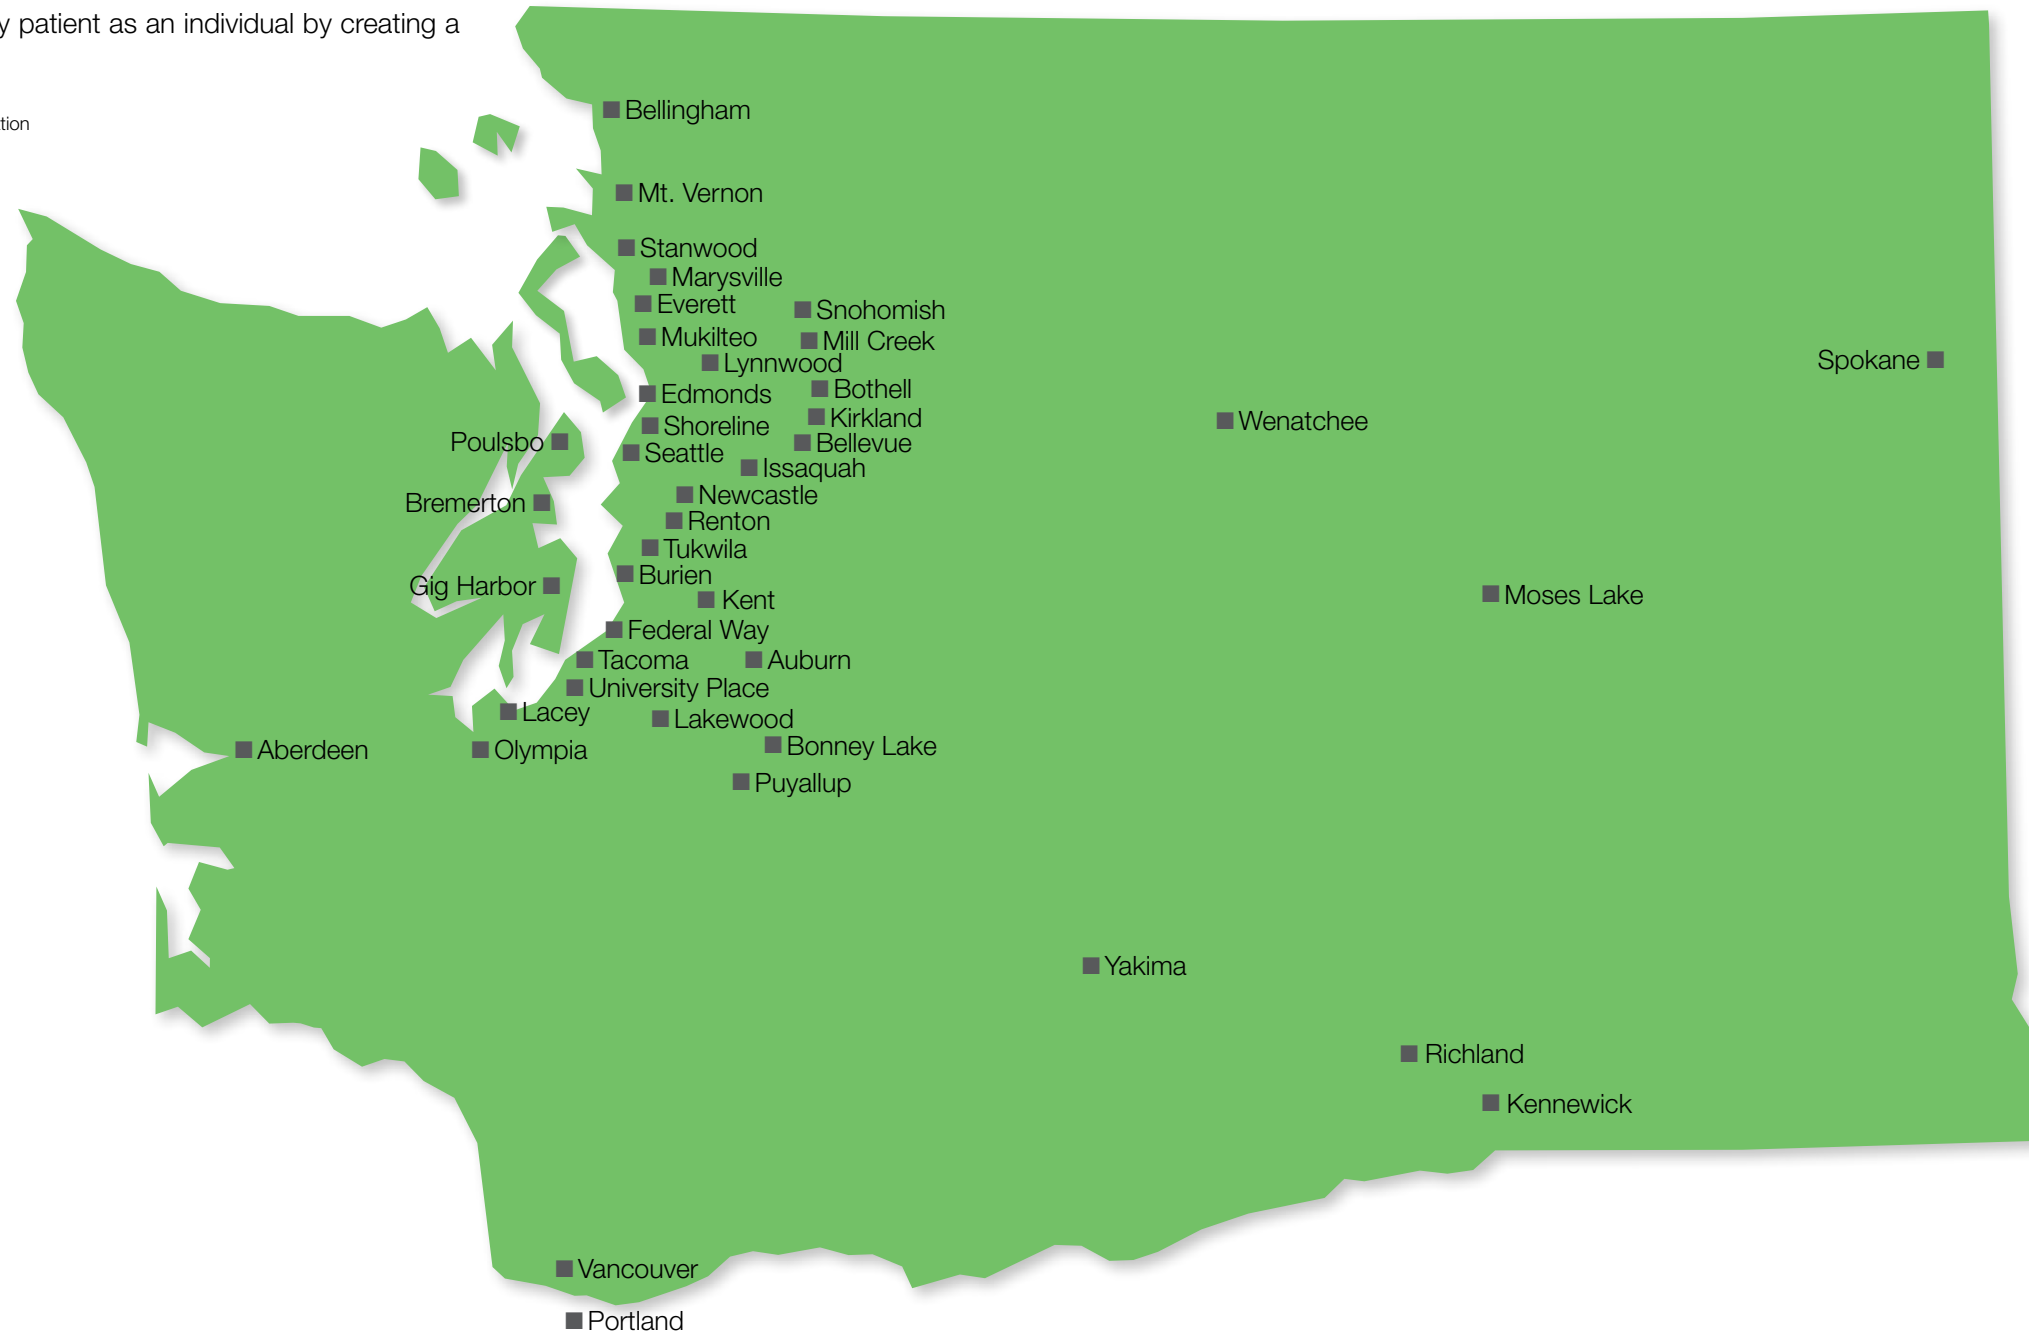 y patient as an individual by creating a
tion
Bellingham
Mt. Vernon
Stanwood
Marysville
Everett
Snohomish
Mukilteo
Mill Creek
Lynnwood
Spokane
Bothell
Edmonds
Kirkland
Wenatchee
Shoreline
Poulsbo
Bellevue
Seattle
Issaquah
Newcastle
Bremerton
Renton
Tukwila
Burien
Gig Harbor
Moses Lake
Kent
Federal Way
Tacoma
Auburn
University Place
Lacey
Lakewood
Bonney Lake
Aberdeen
Olympia
Puyallup
Yakima
Richland
Kennewick
Vancouver
Portland